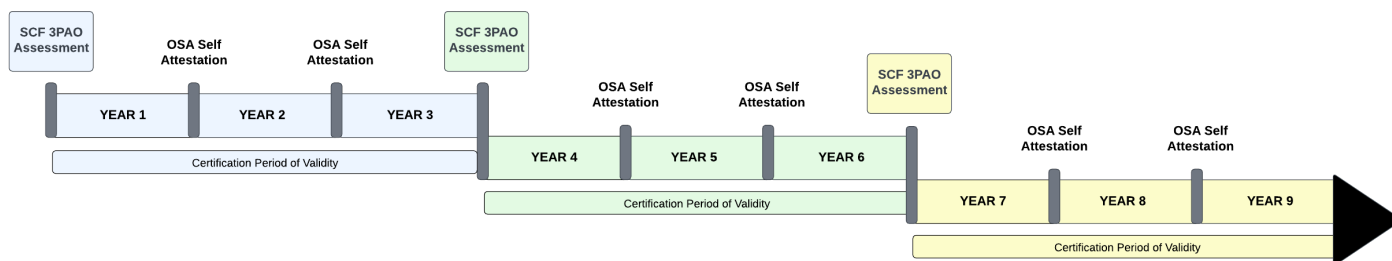 SCF 3PAO
Assessment
OSA Self
Attestation
OSA Self
Attestation
YEAR 1
YEAR 2
YEAR 3
Certification Period of Validity
SCF 3PAO
Assessment
OSA Self
Attestation
OSA Self
Attestation
YEAR 4
YEAR 5
YEAR 6
Certification Period of Validity
SCF 3PAO
Assessment
OSA Self
Attestation
OSA Self
Attestation
YEAR 7
YEAR 8
YEAR 9
Certification Period of Validity